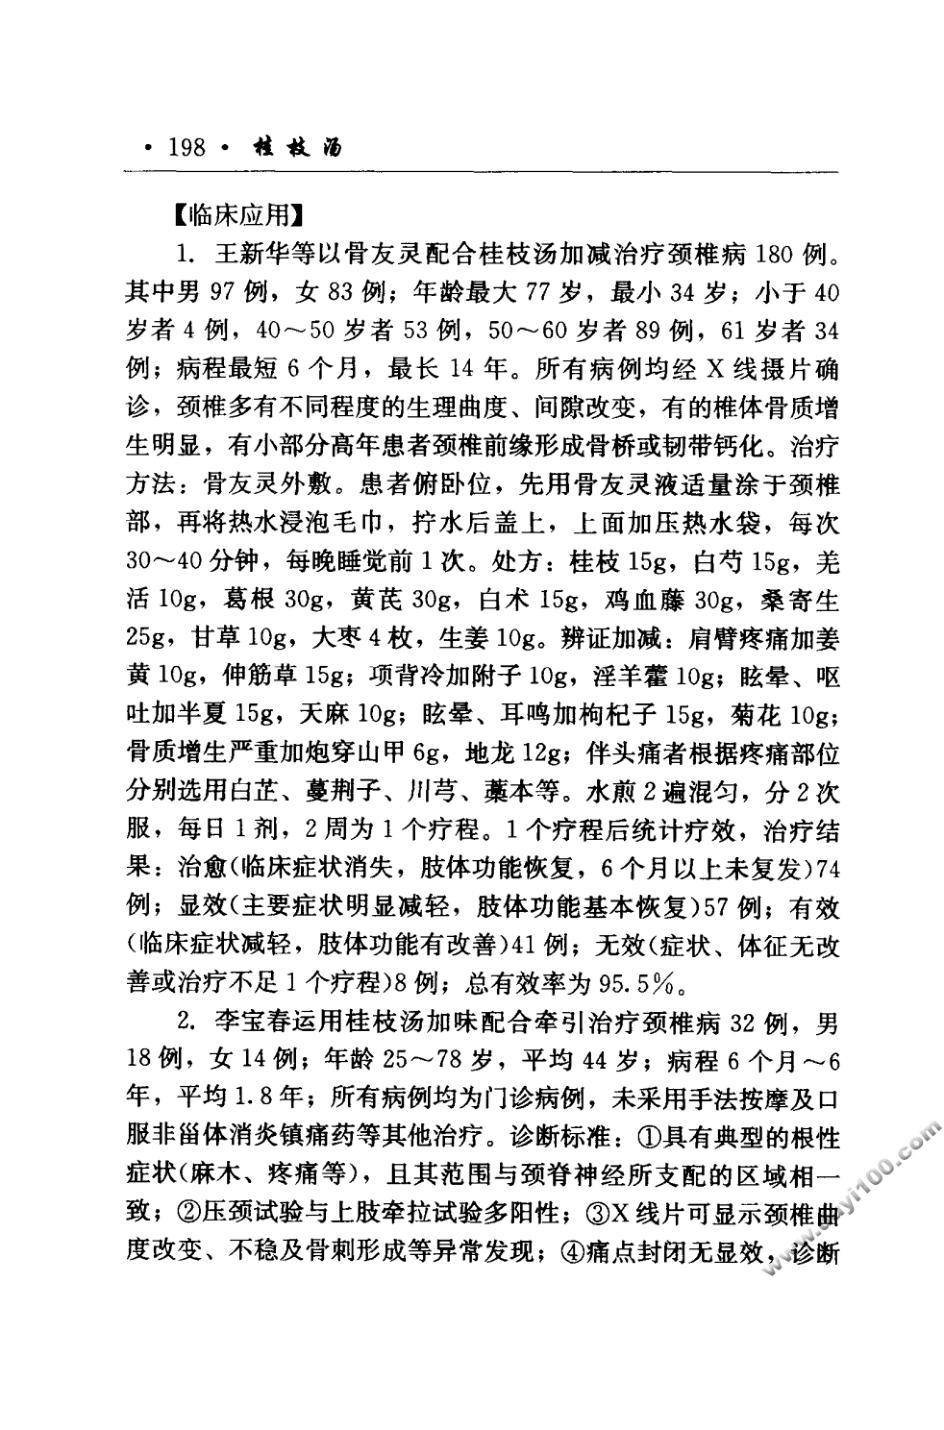 · 198 · 桂枝汤
【临床应用】
1. 王新华等以骨友灵配合桂枝汤加减治疗颈椎病 180 例。
其中男 97 例，女 83 例；年龄最大 77 岁，最小 34 岁；小于 40
岁者 4 例，40～50 岁者 53 例，50～60 岁者 89 例，61 岁者 34
例；病程最短 6 个月，最长 14 年。所有病例均经 X 线摄片确
诊，颈椎多有不同程度的生理曲度、间隙改变，有的椎体骨质增
生明显，有小部分高年患者颈椎前缘形成骨桥或韧带钙化。治疗
方法：骨友灵外敷。患者俯卧位，先用骨友灵液适量涂于颈椎
部，再将热水浸泡毛巾，拧水后盖上，上面加压热水袋，每次
30～40 分钟，每晚睡觉前 1 次。处方：桂枝 15g，白芍 15g，羌
活 10g，葛根 30g，黄芪 30g，白术 15g，鸡血藤 30g，桑寄生
25g，甘草 10g，大枣 4 枚，生姜 10g。辨证加减：肩臂疼痛加姜
黄 10g，伸筋草 15g；项背冷加附子 10g，淫羊藿 10g；眩晕、呕
吐加半夏 15g，天麻 10g；眩晕、耳鸣加枸杞子 15g，菊花 10g；
骨质增生严重加炮穿山甲 6g，地龙 12g；伴头痛者根据疼痛部位
分别选用白芷、蔓荆子、川芎、藁本等。水煎 2 遍混匀，分 2 次
服，每日 1 剂，2 周为 1 个疗程。1 个疗程后统计疗效，治疗结
果：治愈(临床症状消失，肢体功能恢复，6 个月以上未复发)74
例；显效(主要症状明显减轻，肢体功能基本恢复)57 例；有效
(临床症状减轻，肢体功能有改善)41 例；无效(症状、体征无改
善或治疗不足 1 个疗程)8 例；总有效率为 95.5%。
2. 李宝春运用桂枝汤加味配合牵引治疗颈椎病 32 例，男
18 例，女 14 例；年龄 25～78 岁，平均 44 岁；病程 6 个月～6
年，平均 1.8 年；所有病例均为门诊病例，未采用手法按摩及口
服非甾体消炎镇痛药等其他治疗。诊断标准：①具有典型的根性
症状(麻木、疼痛等)，且其范围与颈脊神经所支配的区域相一
致；②压颈试验与上肢牵拉试验多阳性；③X 线片可显示颈椎曲
度改变、不稳及骨刺形成等异常发现；④痛点封闭无显效，诊断